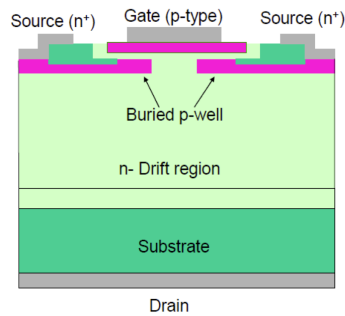 Source (n⁺) Gate (p-type) Source (n⁺)
Buried p-well
n- Drift region
Substrate
Drain